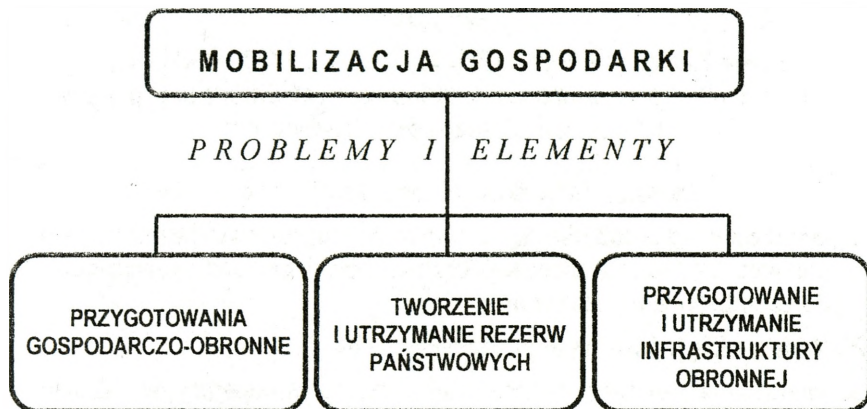 MOBILIZACJA GOSPODARKI
PROBLEMY I ELEMENTY
PRZYGOTOWANIA
GOSPODARCZO-OBRONNE
TWORZENIE
I UTRZYMANIE REZERW
PAŃSTWOWYCH
PRZYGOTOWANIE
I UTRZYMANIE
INFRASTRUKTURY
OBRONNEJ